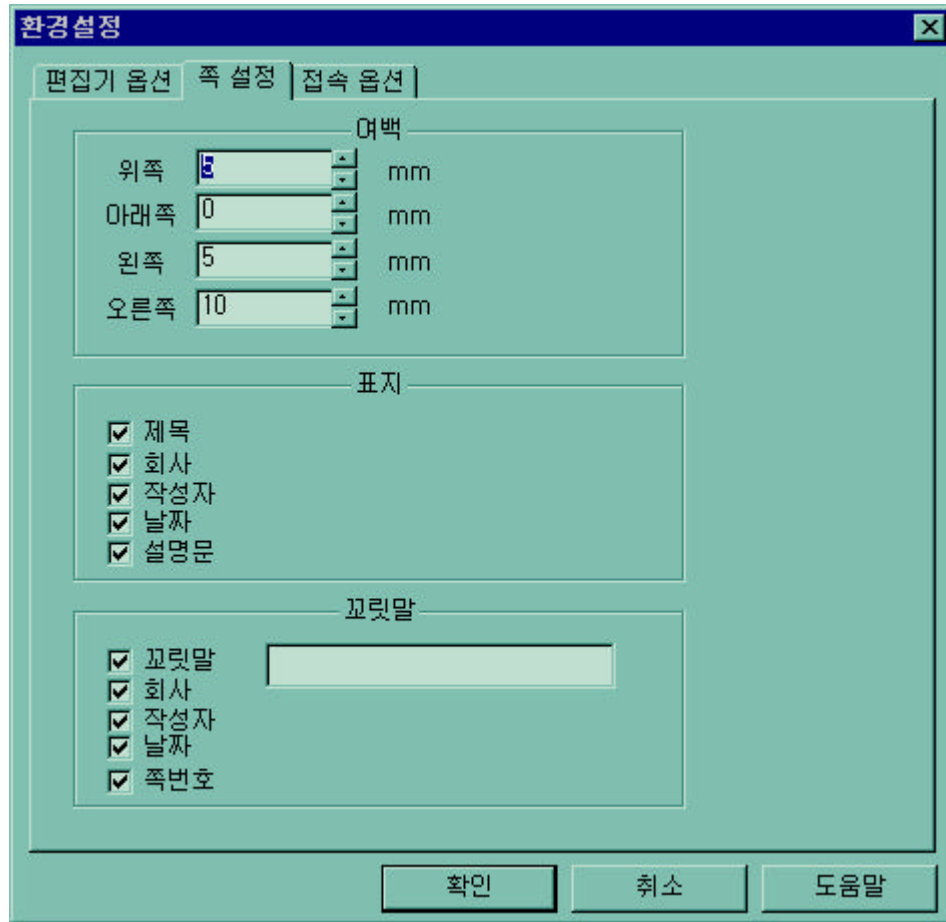 환경설정
편집기 옵션 쪽 설정 접속 옵션
여백
위쪽 mm
아래쪽 0 mm
왼쪽 5 mm
오른쪽 10 mm
표지
제목
회사
작성자
날짜
설명문
꼬릿말
꼬릿말
회사
작성자
날짜
쪽번호
확인 취소 도움말